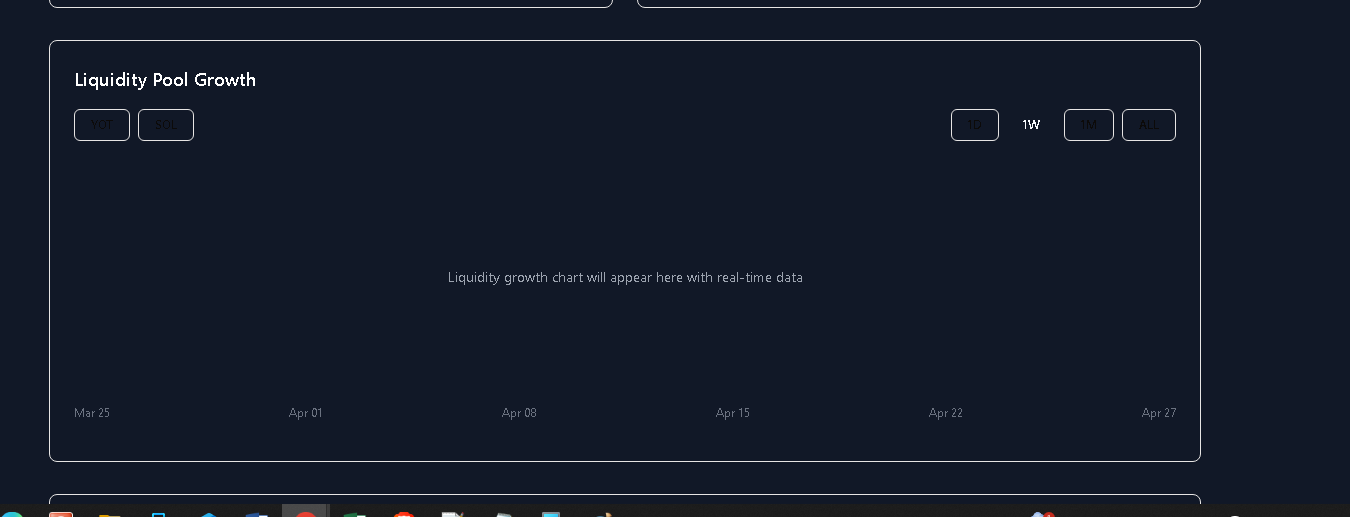 Liquidity Pool Growth
YOT SOL 1D 1W 1M ALL
Liquidity growth chart will appear here with real-time data
Mar 25 Apr 01 Apr 08 Apr 15 Apr 22 Apr 27